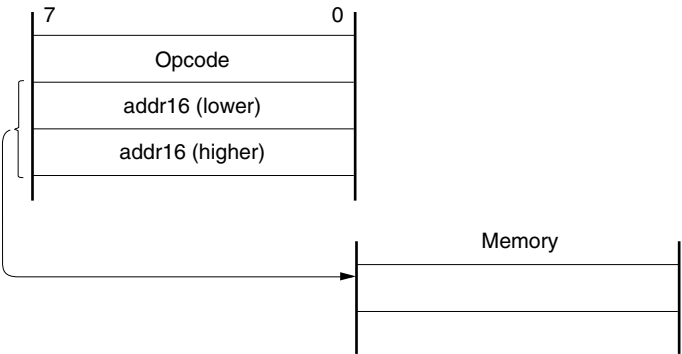 7 0
Opcode
addr16 (lower)
addr16 (higher)
Memory